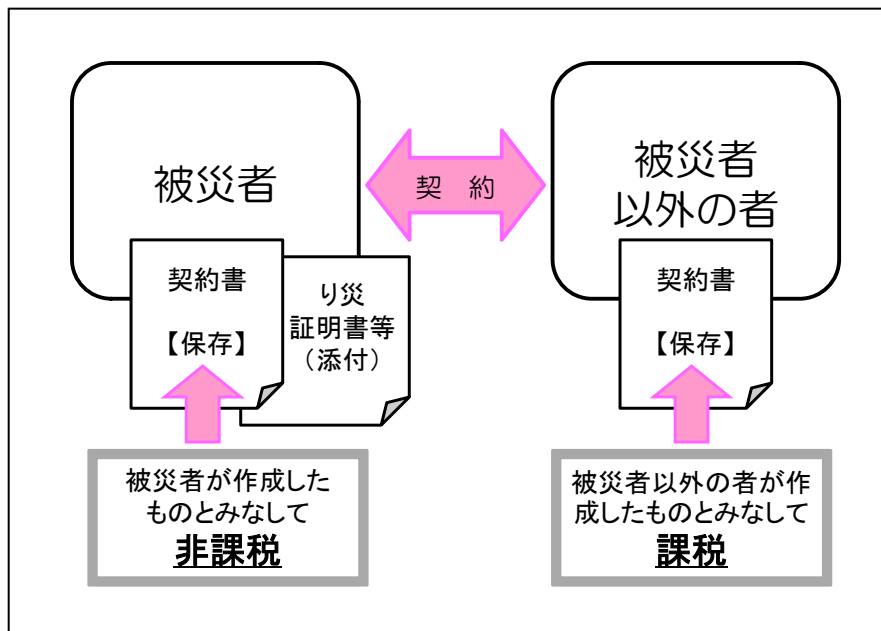 被災者
契約書
【保存】
り災
証明書等
（添付）
被災者が作成した
ものとみなして
非課税
契　約
被災者
以外の者
契約書
【保存】
被災者以外の者が作
成したものとみなして
課税